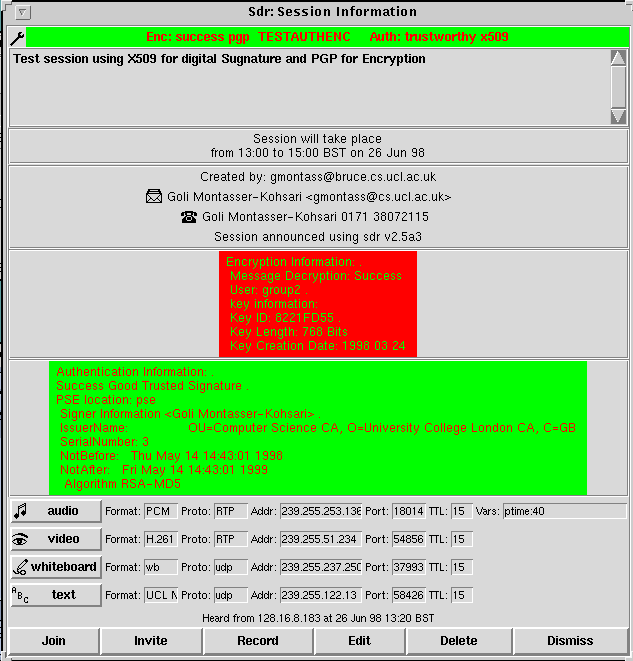 Sdr: Session Information
Enc: success pgp TESTAUTHENC Auth: trustworthy x509
Test session using X509 for digital Sugnature and PGP for Encryption
Session will take place
from 13:00 to 15:00 BST on 26 Jun 98
Created by: gmontass@bruce.cs.ucl.ac.uk
Goli Montasser-Kohsari <gmontass@cs.ucl.ac.uk>
Goli Montasser-Kohsari 0171 38072115
Session announced using sdr v2.5a3
Encryption Information: .
Message Decryption: Success
User: group2 .
key information:
Key ID: 8221FD55 .
Key Length: 768 Bits
Key Creation Date: 1998 03 24
Authentication Information: .
Success Good Trusted Signature .
PSE location: pse
Signer Information <Goli Montasser-Kohsari> .
IssuerName: OU=Computer Science CA, O=University College London CA, C=GB
SerialNumber: 3
NotBefore: Thu May 14 14:43:01 1998
NotAfter: Fri May 14 14:43:01 1999
Algorithm RSA-MD5
audio Format: PCM Proto: RTP Addr: 239.255.253.136 Port: 18014 TTL: 15 Vars: ptime:40
video Format: H.261 Proto: RTP Addr: 239.255.51.234 Port: 54856 TTL: 15
whiteboard Format: wb Proto: udp Addr: 239.255.237.250 Port: 37993 TTL: 15
ABC text Format: UCL N Proto: udp Addr: 239.255.122.13 Port: 58426 TTL: 15
Heard from 128.16.8.183 at 26 Jun 98 13:20 BST
Join Invite Record Edit Delete Dismiss